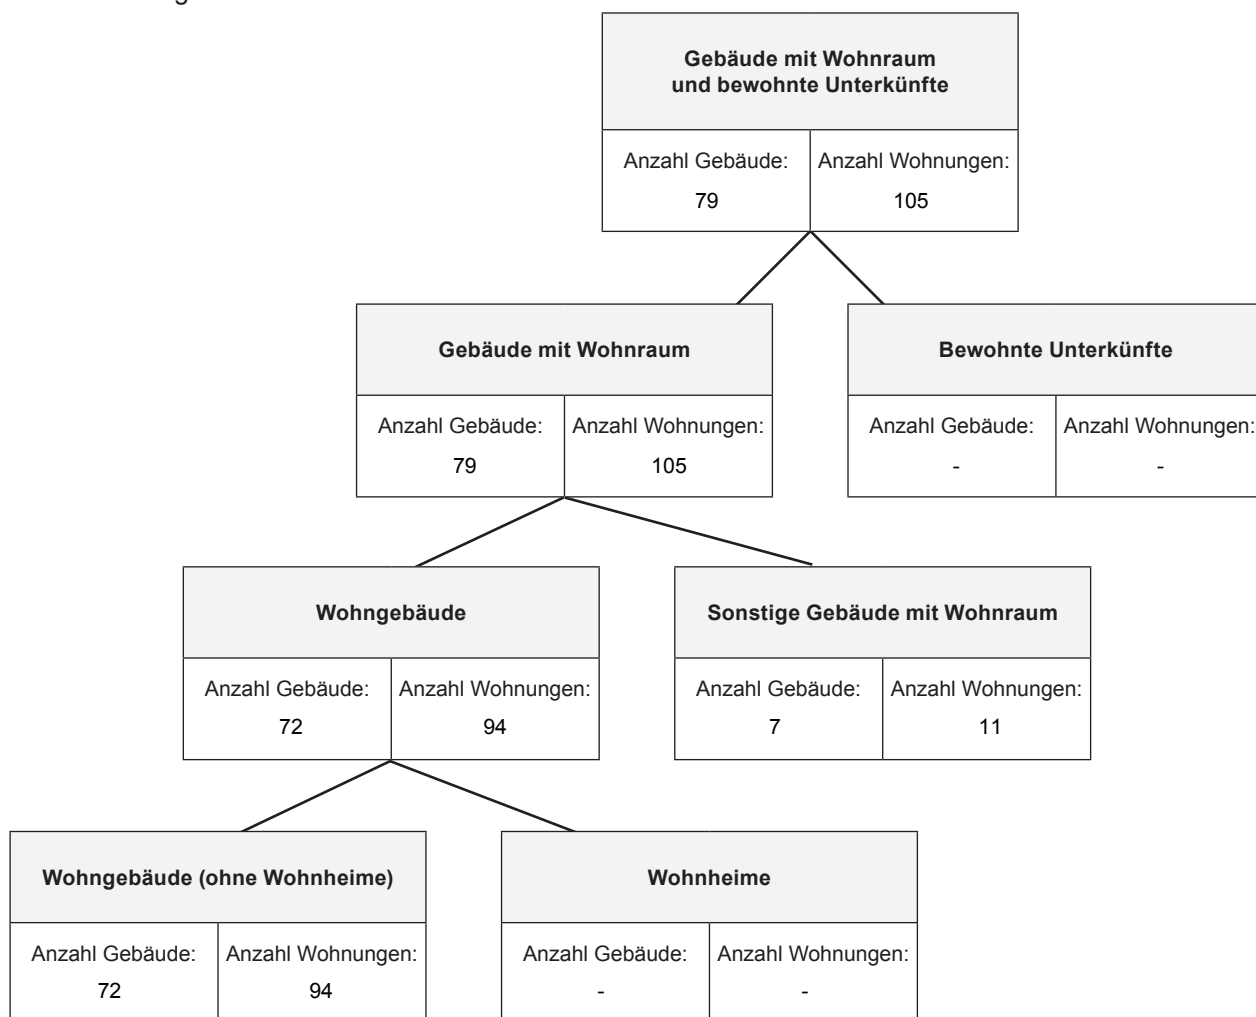 Gebäude mit Wohnraum
und bewohnte Unterkünfte
Anzahl Gebäude: Anzahl Wohnungen:
79 105
Gebäude mit Wohnraum
Anzahl Gebäude: Anzahl Wohnungen:
79 105
Bewohnte Unterkünfte
Anzahl Gebäude: Anzahl Wohnungen:
- -
Wohngebäude
Anzahl Gebäude: Anzahl Wohnungen:
72 94
Sonstige Gebäude mit Wohnraum
Anzahl Gebäude: Anzahl Wohnungen:
7 11
Wohngebäude (ohne Wohnheime)
Anzahl Gebäude: Anzahl Wohnungen:
72 94
Wohnheime
Anzahl Gebäude: Anzahl Wohnungen:
- -